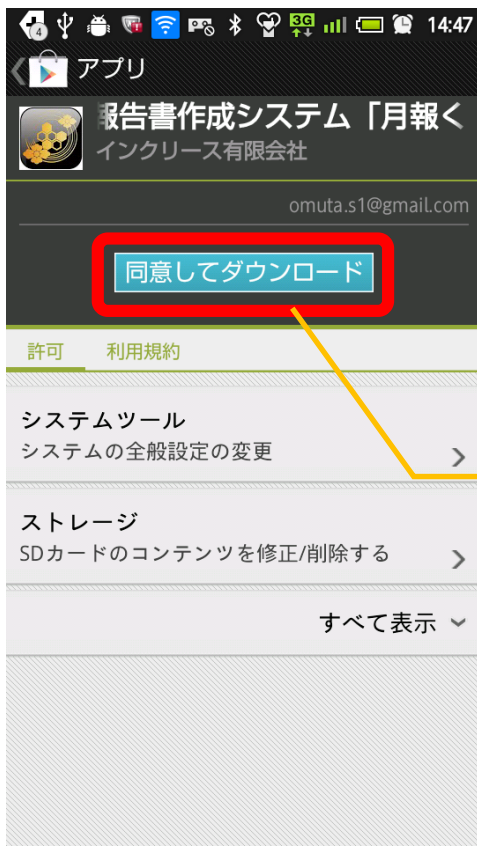 4 3G 14:47
アプリ
報告書作成システム「月報く
インクリース有限会社
omuta.s1@gmail.com
同意してダウンロード
許可 利用規約
システムツール
システムの全般設定の変更
ストレージ
SDカードのコンテンツを修正/削除する
すべて表示